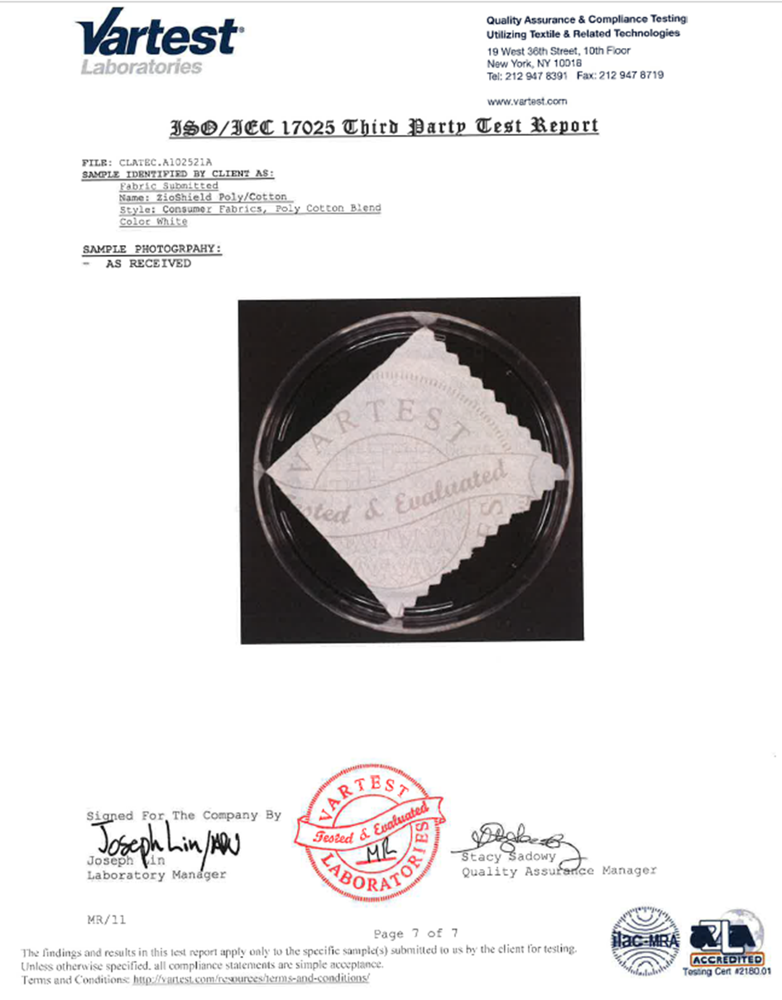 Vartest®
Laboratories
Quality Assurance & Compliance Testing
Utilizing Textile & Related Technologies
19 West 36th Street, 10th Floor
New York, NY 10018
Tel: 212 947 8391 Fax: 212 947 8719
www.vartest.com
ISO/IEC 17025 Third Party Test Report
FILE: CLATEC.A102521A
SAMPLE IDENTIFIED BY CLIENT AS:
Fabric Submitted
Name: ZioShield Poly/Cotton
Style: Consumer Fabrics, Poly Cotton Blend
Color White
SAMPLE PHOTOGRPAHY:
- AS RECEIVED
VARTEST
Tested & Evaluated
ES
Signed For The Company By
Joseph Lin/
Joseph Lin
Laboratory Manager
VARTEST
Tested & Evaluated
MR
LABORATORIES
Stacy Sadowy
Quality Assurance Manager
MR/11
Page 7 of 7
The findings and results in this test report apply only to the specific sample(s) submitted to us by the client for testing.
Unless otherwise specified, all compliance statements are simple acceptance.
Terms and Conditions: http://vartest.com/resources/terms-and-conditions/
ilac-MRA
A2LA
ACCREDITED
Testing Cert #2180.01